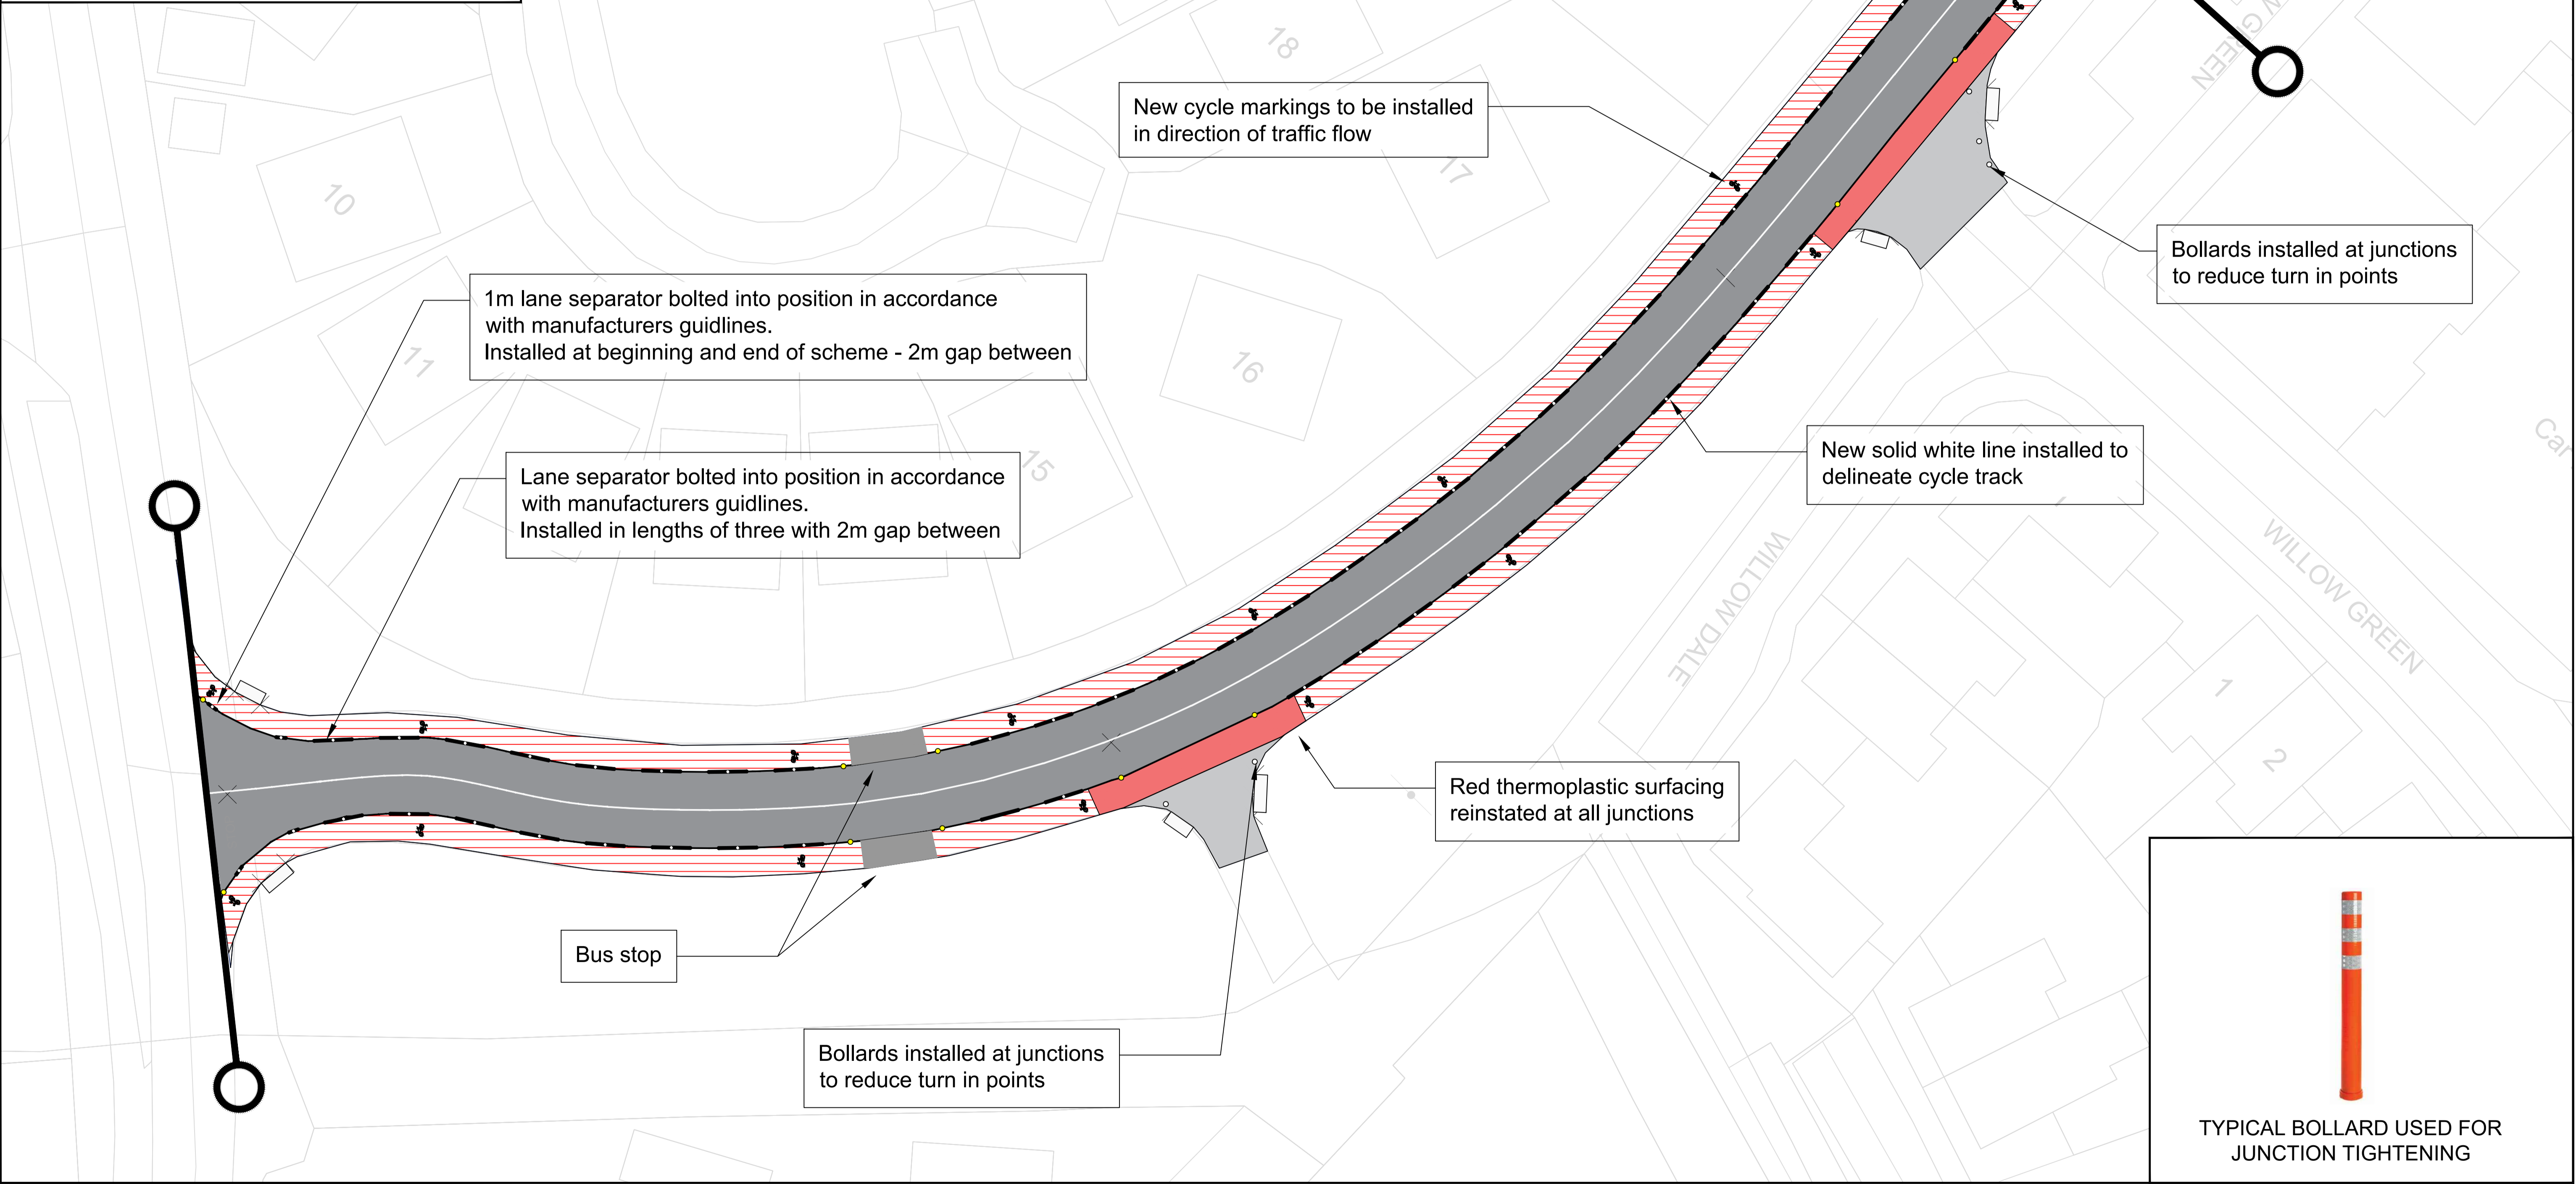 18
W GREEN
New cycle markings to be installed
in direction of traffic flow
17
10
Bollards installed at junctions
to reduce turn in points
1m lane separator bolted into position in accordance
with manufacturers guidlines.
Installed at beginning and end of scheme - 2m gap between
11
16
Car
New solid white line installed to
delineate cycle track
Lane separator bolted into position in accordance
with manufacturers guidlines.
Installed in lengths of three with 2m gap between
15
WILLOW DALE
WILLOW GREEN
1
2
Red thermoplastic surfacing
reinstated at all junctions
Bus stop
Bollards installed at junctions
to reduce turn in points
TYPICAL BOLLARD USED FOR
JUNCTION TIGHTENING